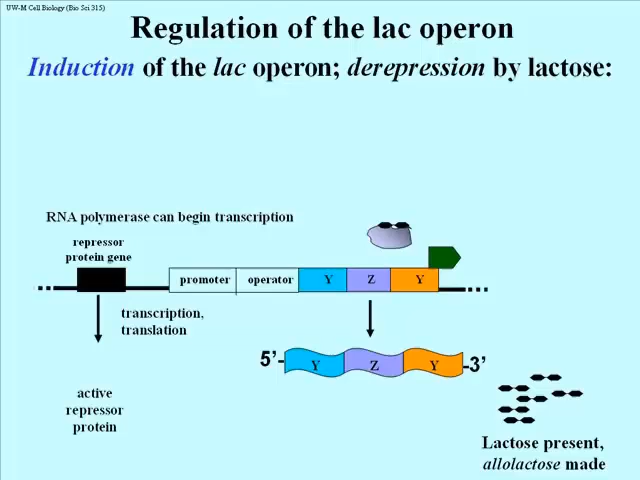 UW-M Cell Biology (Bio Sci 315)
Regulation of the lac operon
Induction of the lac operon; derepression by lactose:
RNA polymerase can begin transcription
repressor
protein gene
promoter operator Y Z Y
transcription,
translation
5’- Y Z Y -3’
active
repressor
protein
Lactose present,
allolactose made